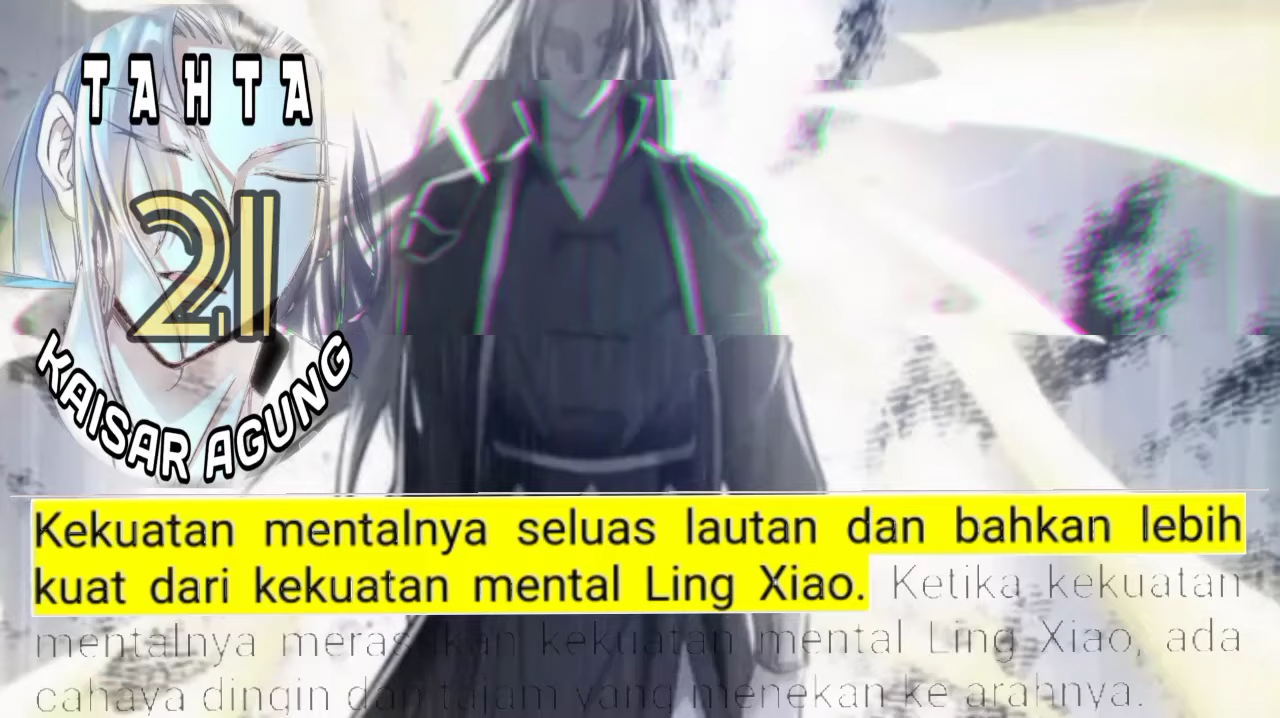 TAHTA
21
KAISAR AGUNG
Kekuatan mentalnya seluas lautan dan bahkan lebih
kuat dari kekuatan mental Ling Xiao. Ketika kekuatan
mentalnya merasakan kekuatan mental Ling Xiao, ada
cahaya dingin dan tajam yang menekan ke arahnya.